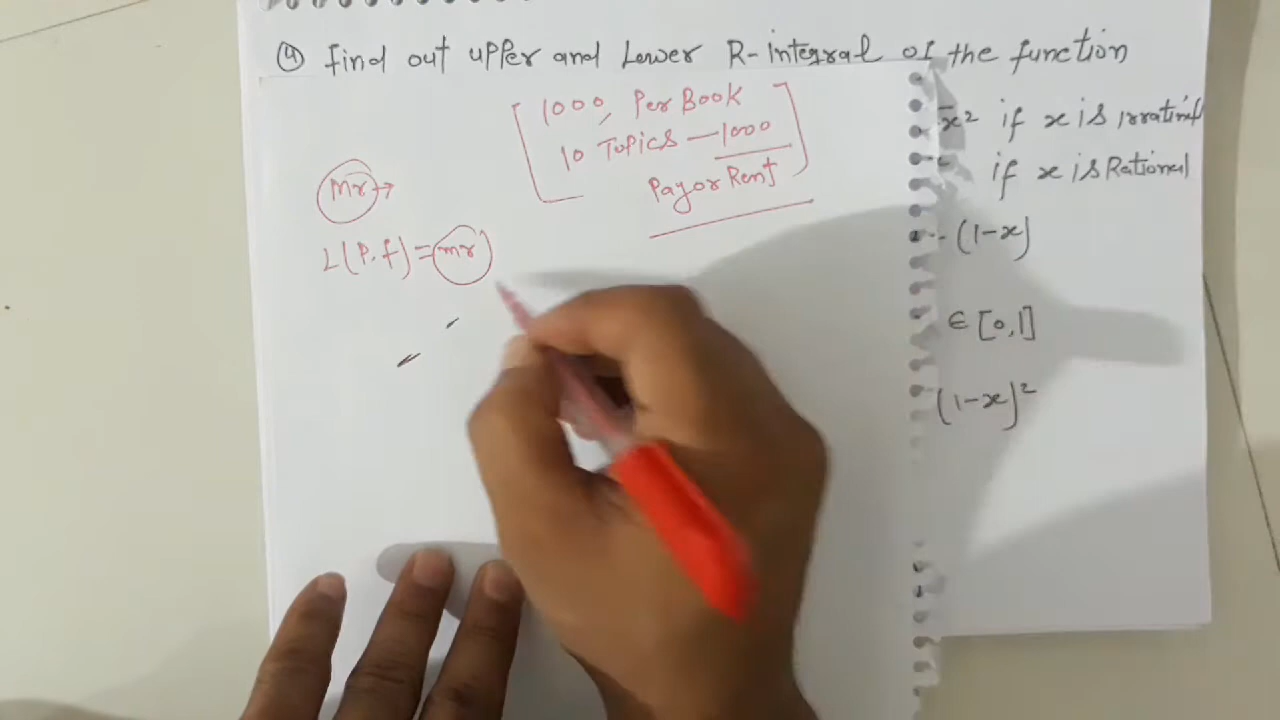 ④ Find out upper and Lower R-integral of the function
[1000, Per Book
10 Topics — 1000
Pay or Rent]
x² if x is irrational
if x is Rational
Mr →
L(P, f) = mr
(1-x)
∈ [0,1]
(1-x)²